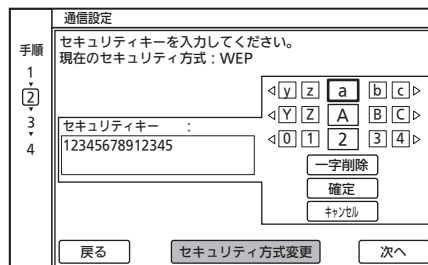 通信設定
手順
1
2
3
4
セキュリティキーを入力してください。
現在のセキュリティ方式：WEP
y z a b c
Y Z A B C
0 1 2 3 4
セキュリティキー　：
12345678912345
一字削除
確定
ｷｬﾝｾﾙ
戻る
セキュリティ方式変更
次へ